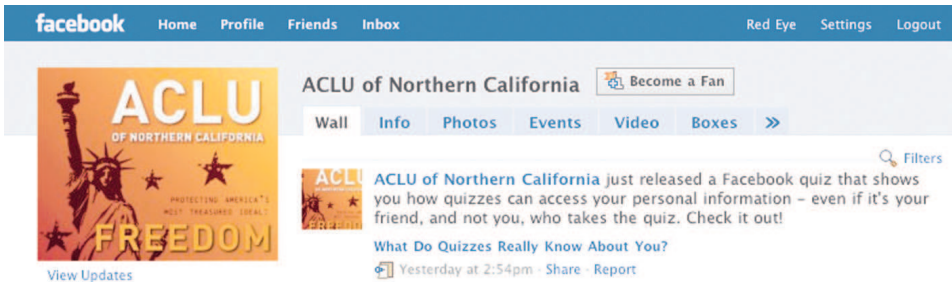 facebook Home Profile Friends Inbox Red Eye Settings Logout
ACLU
OF NORTHERN CALIFORNIA
PROTECTING AMERICA'S
MOST TREASURED IDEAL:
FREEDOM
View Updates
ACLU of Northern California Become a Fan
Wall Info Photos Events Video Boxes »
Filters
ACLU of Northern California just released a Facebook quiz that shows
you how quizzes can access your personal information – even if it's your
friend, and not you, who takes the quiz. Check it out!
What Do Quizzes Really Know About You?
Yesterday at 2:54pm · Share · Report